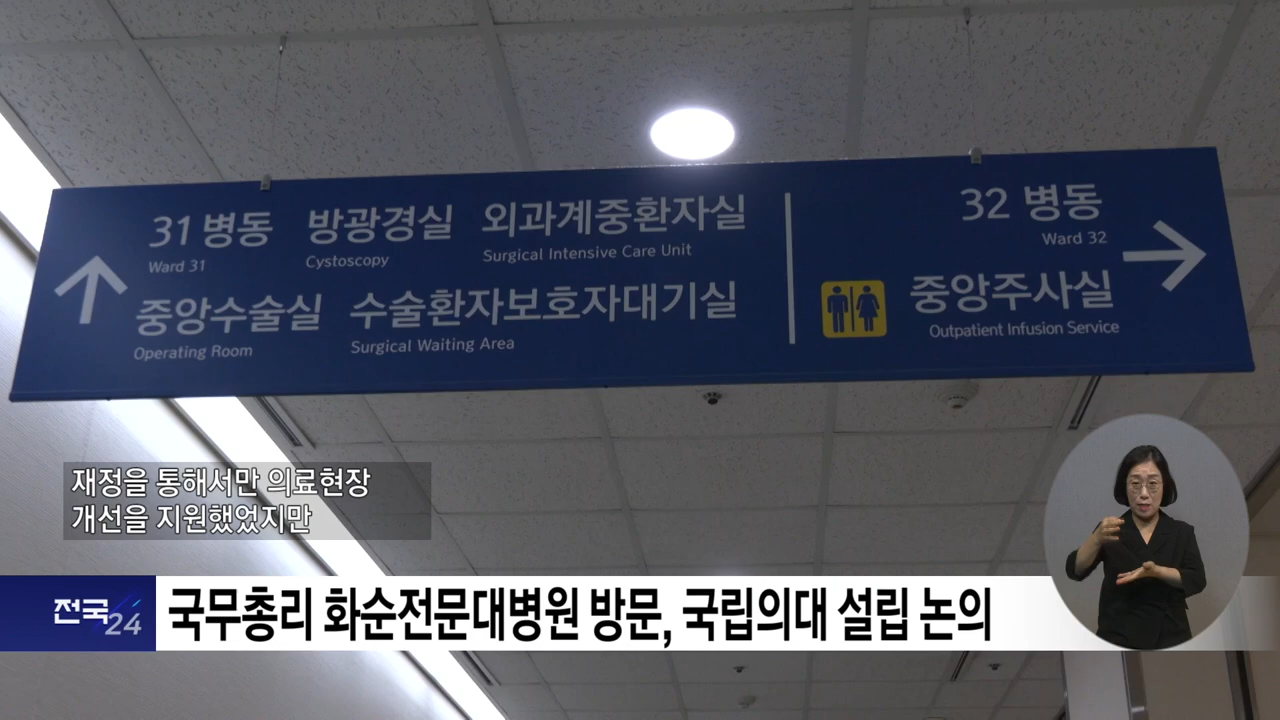 31 병동 방광경실 외과계중환자실
Ward 31 Cystoscopy Surgical Intensive Care Unit
중앙수술실 수술환자보호자대기실
Operating Room Surgical Waiting Area
32 병동
Ward 32
중앙주사실
Outpatient Infusion Service
재정을 통해서만 의료현장
개선을 지원했었지만
전국24
국무총리 화순전문대병원 방문, 국립의대 설립 논의